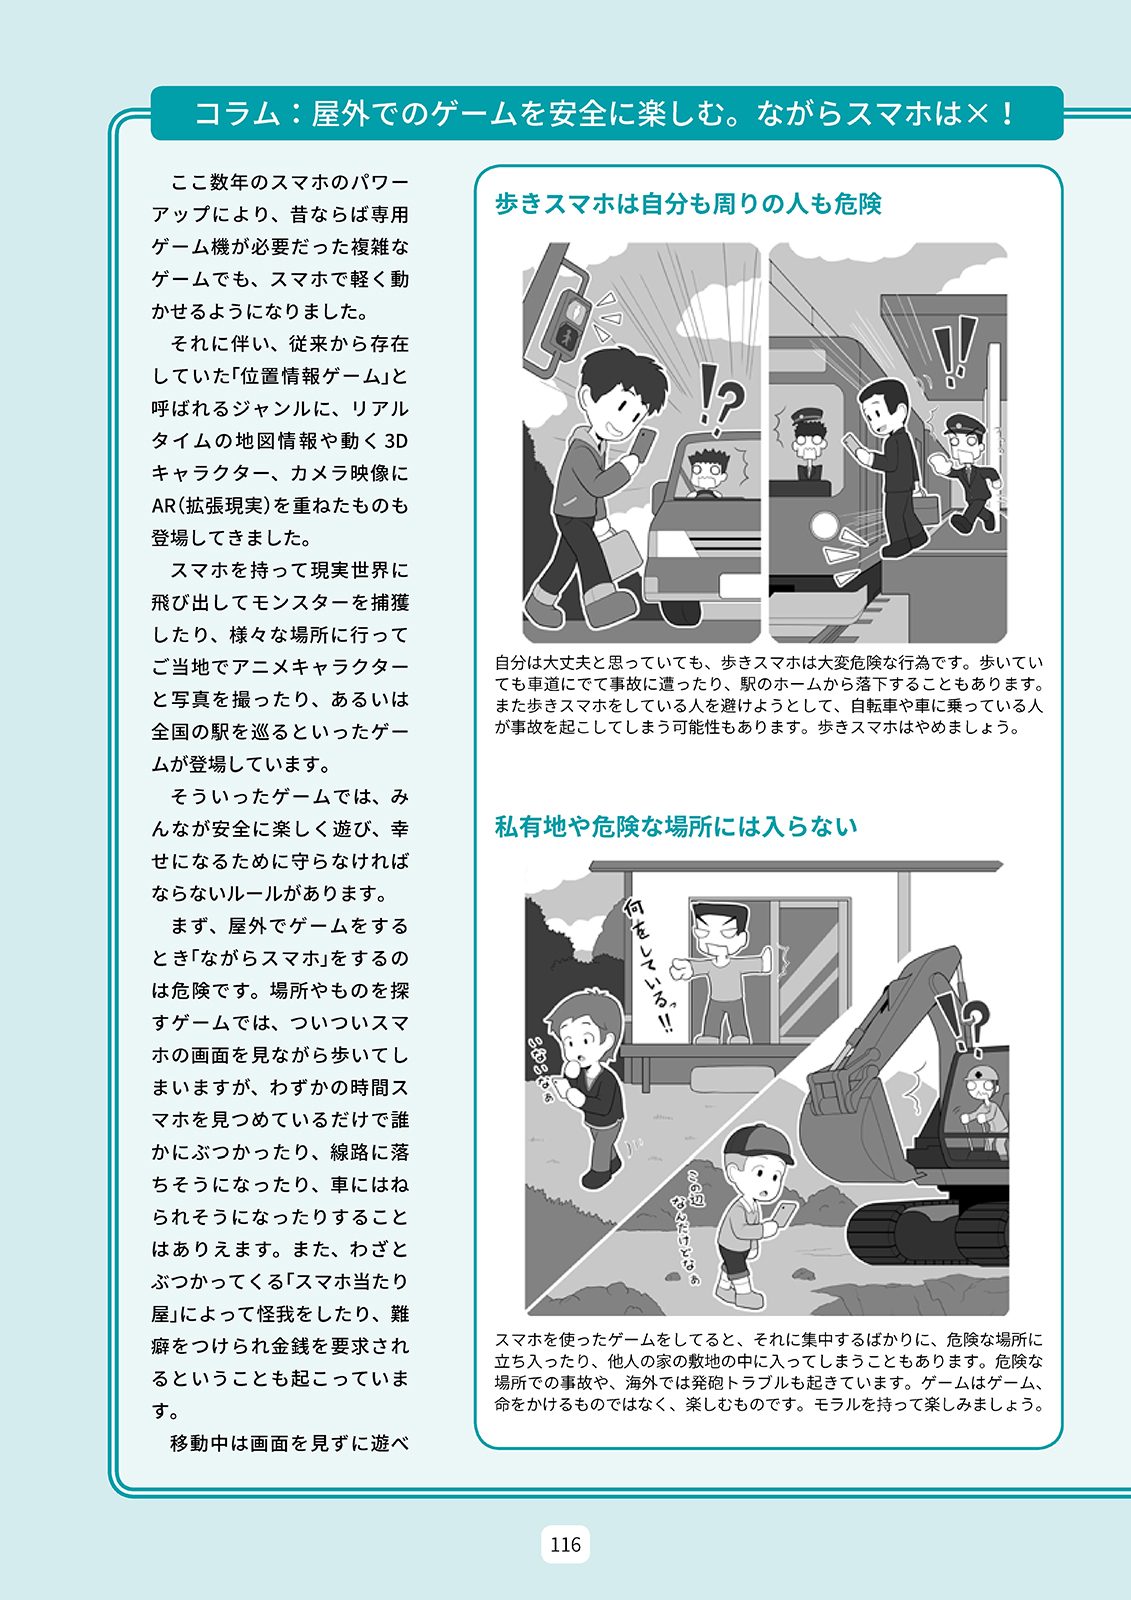 コラム：屋外でのゲームを安全に楽しむ。ながらスマホは×！
ここ数年のスマホのパワー
アップにより、昔ならば専用
ゲーム機が必要だった複雑な
ゲームでも、スマホで軽く動
かせるようになりました。
それに伴い、従来から存在
していた「位置情報ゲーム」と
呼ばれるジャンルに、リアル
タイムの地図情報や動く3D
キャラクター、カメラ映像に
AR（拡張現実）を重ねたものも
登場してきました。
スマホを持って現実世界に
飛び出してモンスターを捕獲
したり、様々な場所に行って
ご当地でアニメキャラクター
と写真を撮ったり、あるいは
全国の駅を巡るといったゲー
ムが登場しています。
そういったゲームでは、み
んなが安全に楽しく遊び、幸
せになるために守らなければ
ならないルールがあります。
まず、屋外でゲームをする
とき「ながらスマホ」をするの
は危険です。場所やものを探
すゲームでは、ついついスマ
ホの画面を見ながら歩いてし
まいますが、わずかの時間ス
マホを見つめているだけで誰
かにぶつかったり、線路に落
ちそうになったり、車にはね
られそうになったりすること
はありえます。また、わざと
ぶつかってくる「スマホ当たり
屋」によって怪我をしたり、難
癖をつけられ金銭を要求され
るということも起こっていま
す。
移動中は画面を見ずに遊べ
歩きスマホは自分も周りの人も危険
!?
!!
自分は大丈夫と思っていても、歩きスマホは大変危険な行為です。歩いてい
ても車道にでて事故に遭ったり、駅のホームから落下することもあります。
また歩きスマホをしている人を避けようとして、自転車や車に乗っている人
が事故を起こしてしまう可能性もあります。歩きスマホはやめましょう。
私有地や危険な場所には入らない
何をしているっ!!
いないなぁ
!?
この辺
なんだけどなぁ
スマホを使ったゲームをしてると、それに集中するばかりに、危険な場所に
立ち入ったり、他人の家の敷地の中に入ってしまうこともあります。危険な
場所での事故や、海外では発砲トラブルも起きています。ゲームはゲーム、
命をかけるものではなく、楽しむものです。モラルを持って楽しみましょう。
116